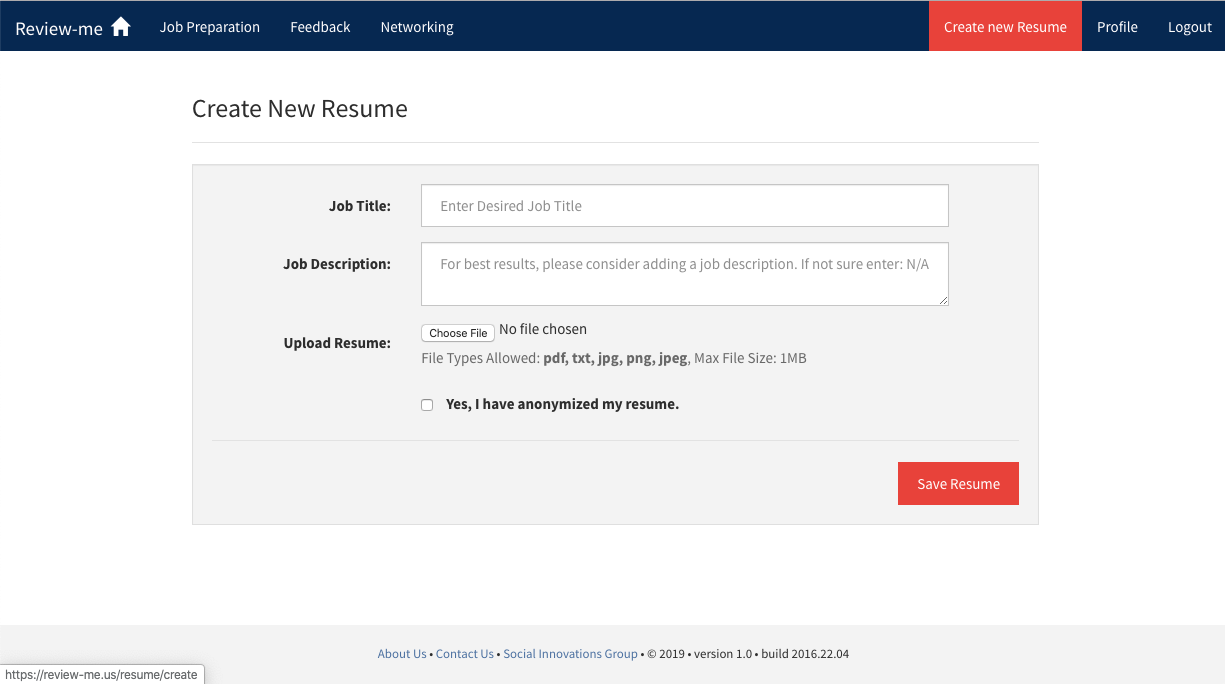 Review-me Job Preparation Feedback Networking Create new Resume Profile Logout
Create New Resume
Job Title: Enter Desired Job Title
Job Description: For best results, please consider adding a job description. If not sure enter: N/A
Upload Resume: Choose File No file chosen
File Types Allowed: pdf, txt, jpg, png, jpeg, Max File Size: 1MB
Yes, I have anonymized my resume.
Save Resume
About Us • Contact Us • Social Innovations Group • © 2019 • version 1.0 • build 2016.22.04
https://review-me.us/resume/create